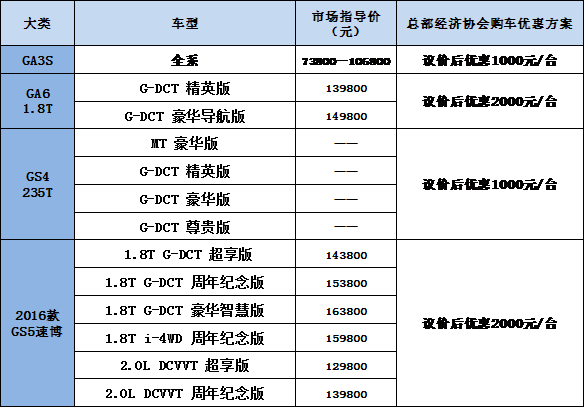 大类 车型 市场指导价 总部经济协会购车优惠方案
(元)
GA3S 全系 73800—106800 议价后优惠1000元/台
GA6 G-DCT 精英版 139800 议价后优惠2000元/台
1.8T G-DCT 豪华导航版 149800
GS4 MT 豪华版 —— 议价后优惠1000元/台
235T G-DCT 精英版 ——
G-DCT 豪华版 ——
G-DCT 尊贵版 ——
2016款 1.8T G-DCT 超享版 143800 议价后优惠2000元/台
GS5速博 1.8T G-DCT 周年纪念版 153800
1.8T G-DCT 豪华智慧版 163800
1.8T i-4WD 周年纪念版 159800
2.0L DCVVT 超享版 129800
2.0L DCVVT 周年纪念版 139800